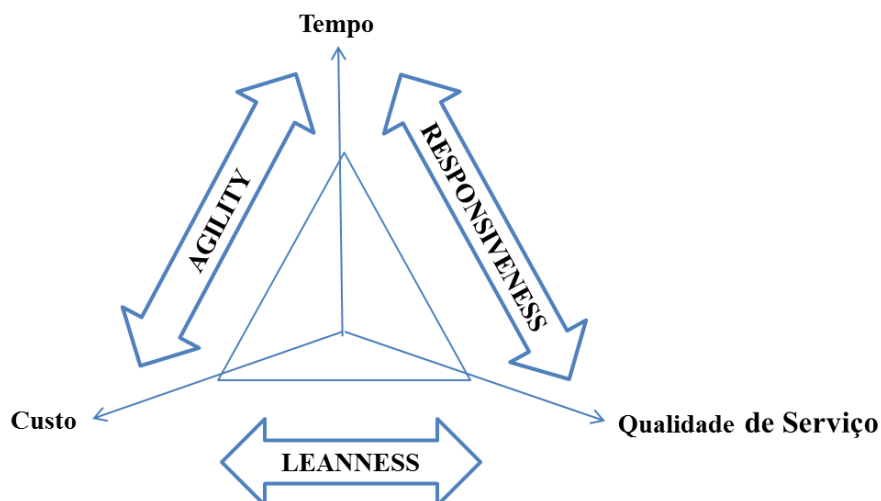 Tempo
AGILITY
RESPONSIVENESS
Custo
Qualidade de Serviço
LEANNESS